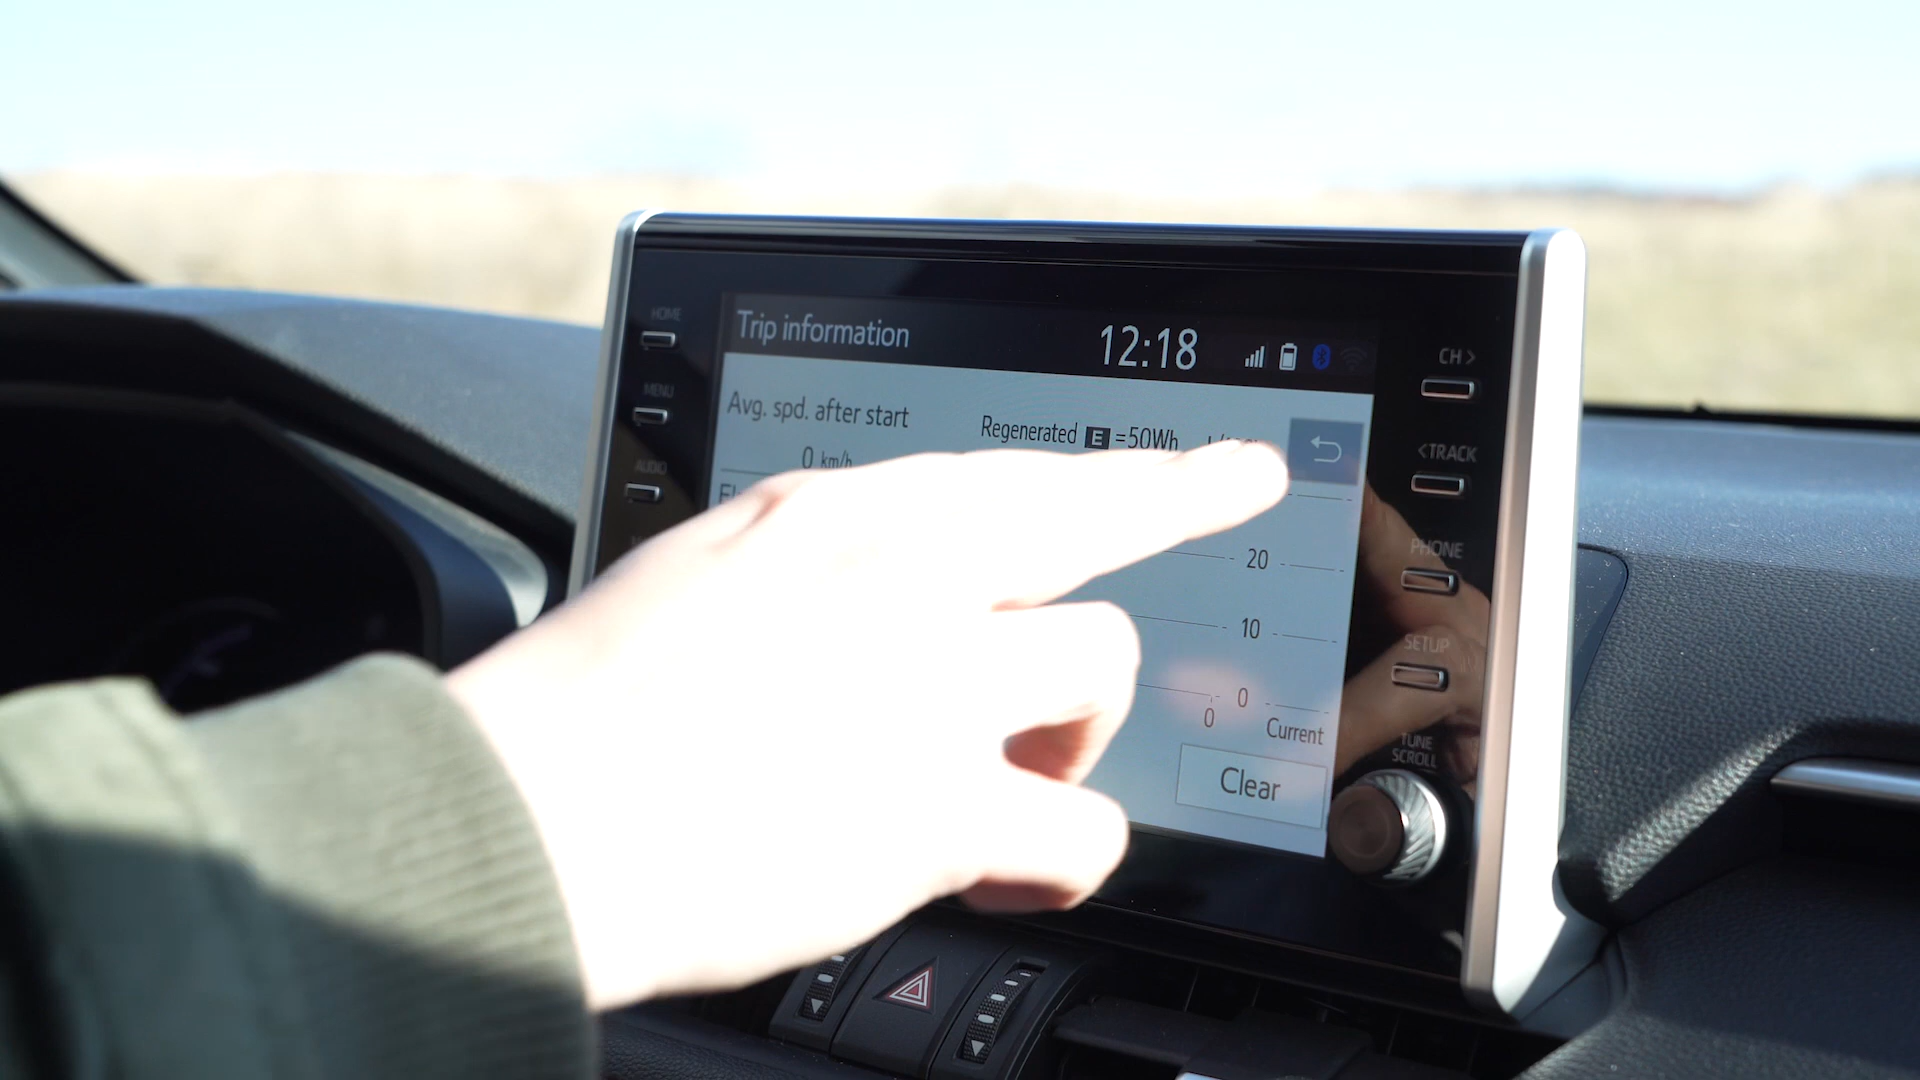 HOME
MENU
AUDIO
Trip information
12:18
Avg. spd. after start
0 km/h
Regenerated E =50Wh
20
10
0
0
Current
Clear
CH >
< TRACK
PHONE
SETUP
TUNE
SCROLL